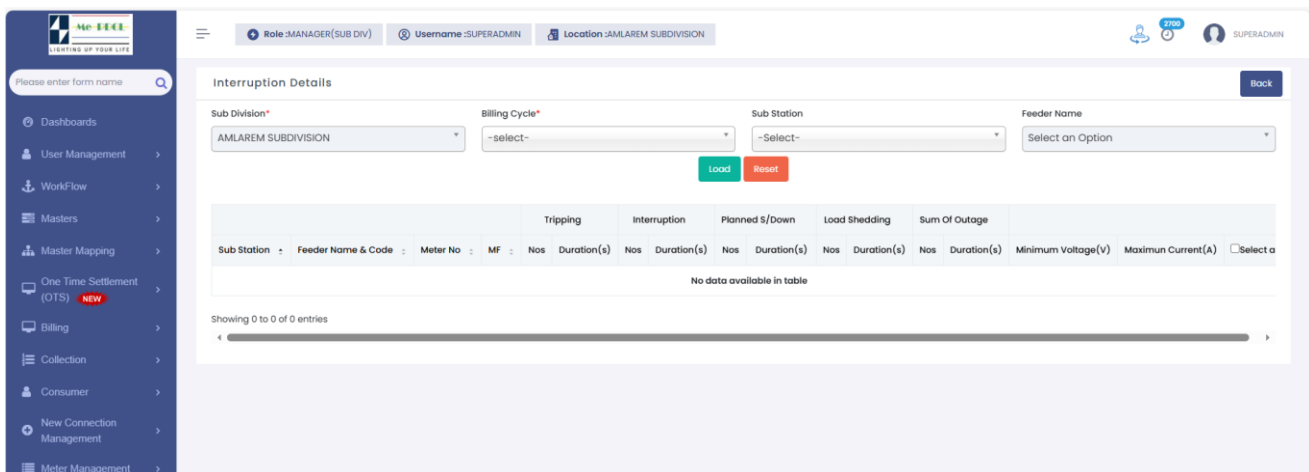 Me-PDCL
LIGHTING UP YOUR LIFE
Role :MANAGER(SUB DIV)
Username :SUPERADMIN
Location :AMLAREM SUBDIVISION
2700
SUPERADMIN
Please enter form name
Dashboards
User Management
WorkFlow
Masters
Master Mapping
One Time Settlement
(OTS) NEW
Billing
Collection
Consumer
New Connection
Management
Meter Management
Interruption Details
Back
Sub Division* Billing Cycle* Sub Station Feeder Name
AMLAREM SUBDIVISION -select- -Select- Select an Option
Load Reset
Tripping Interruption Planned S/Down Load Shedding Sum Of Outage
Sub Station Feeder Name & Code Meter No MF Nos Duration(s) Nos Duration(s) Nos Duration(s) Nos Duration(s) Nos Duration(s) Minimum Voltage(V) Maximun Current(A) Select a
No data available in table
Showing 0 to 0 of 0 entries